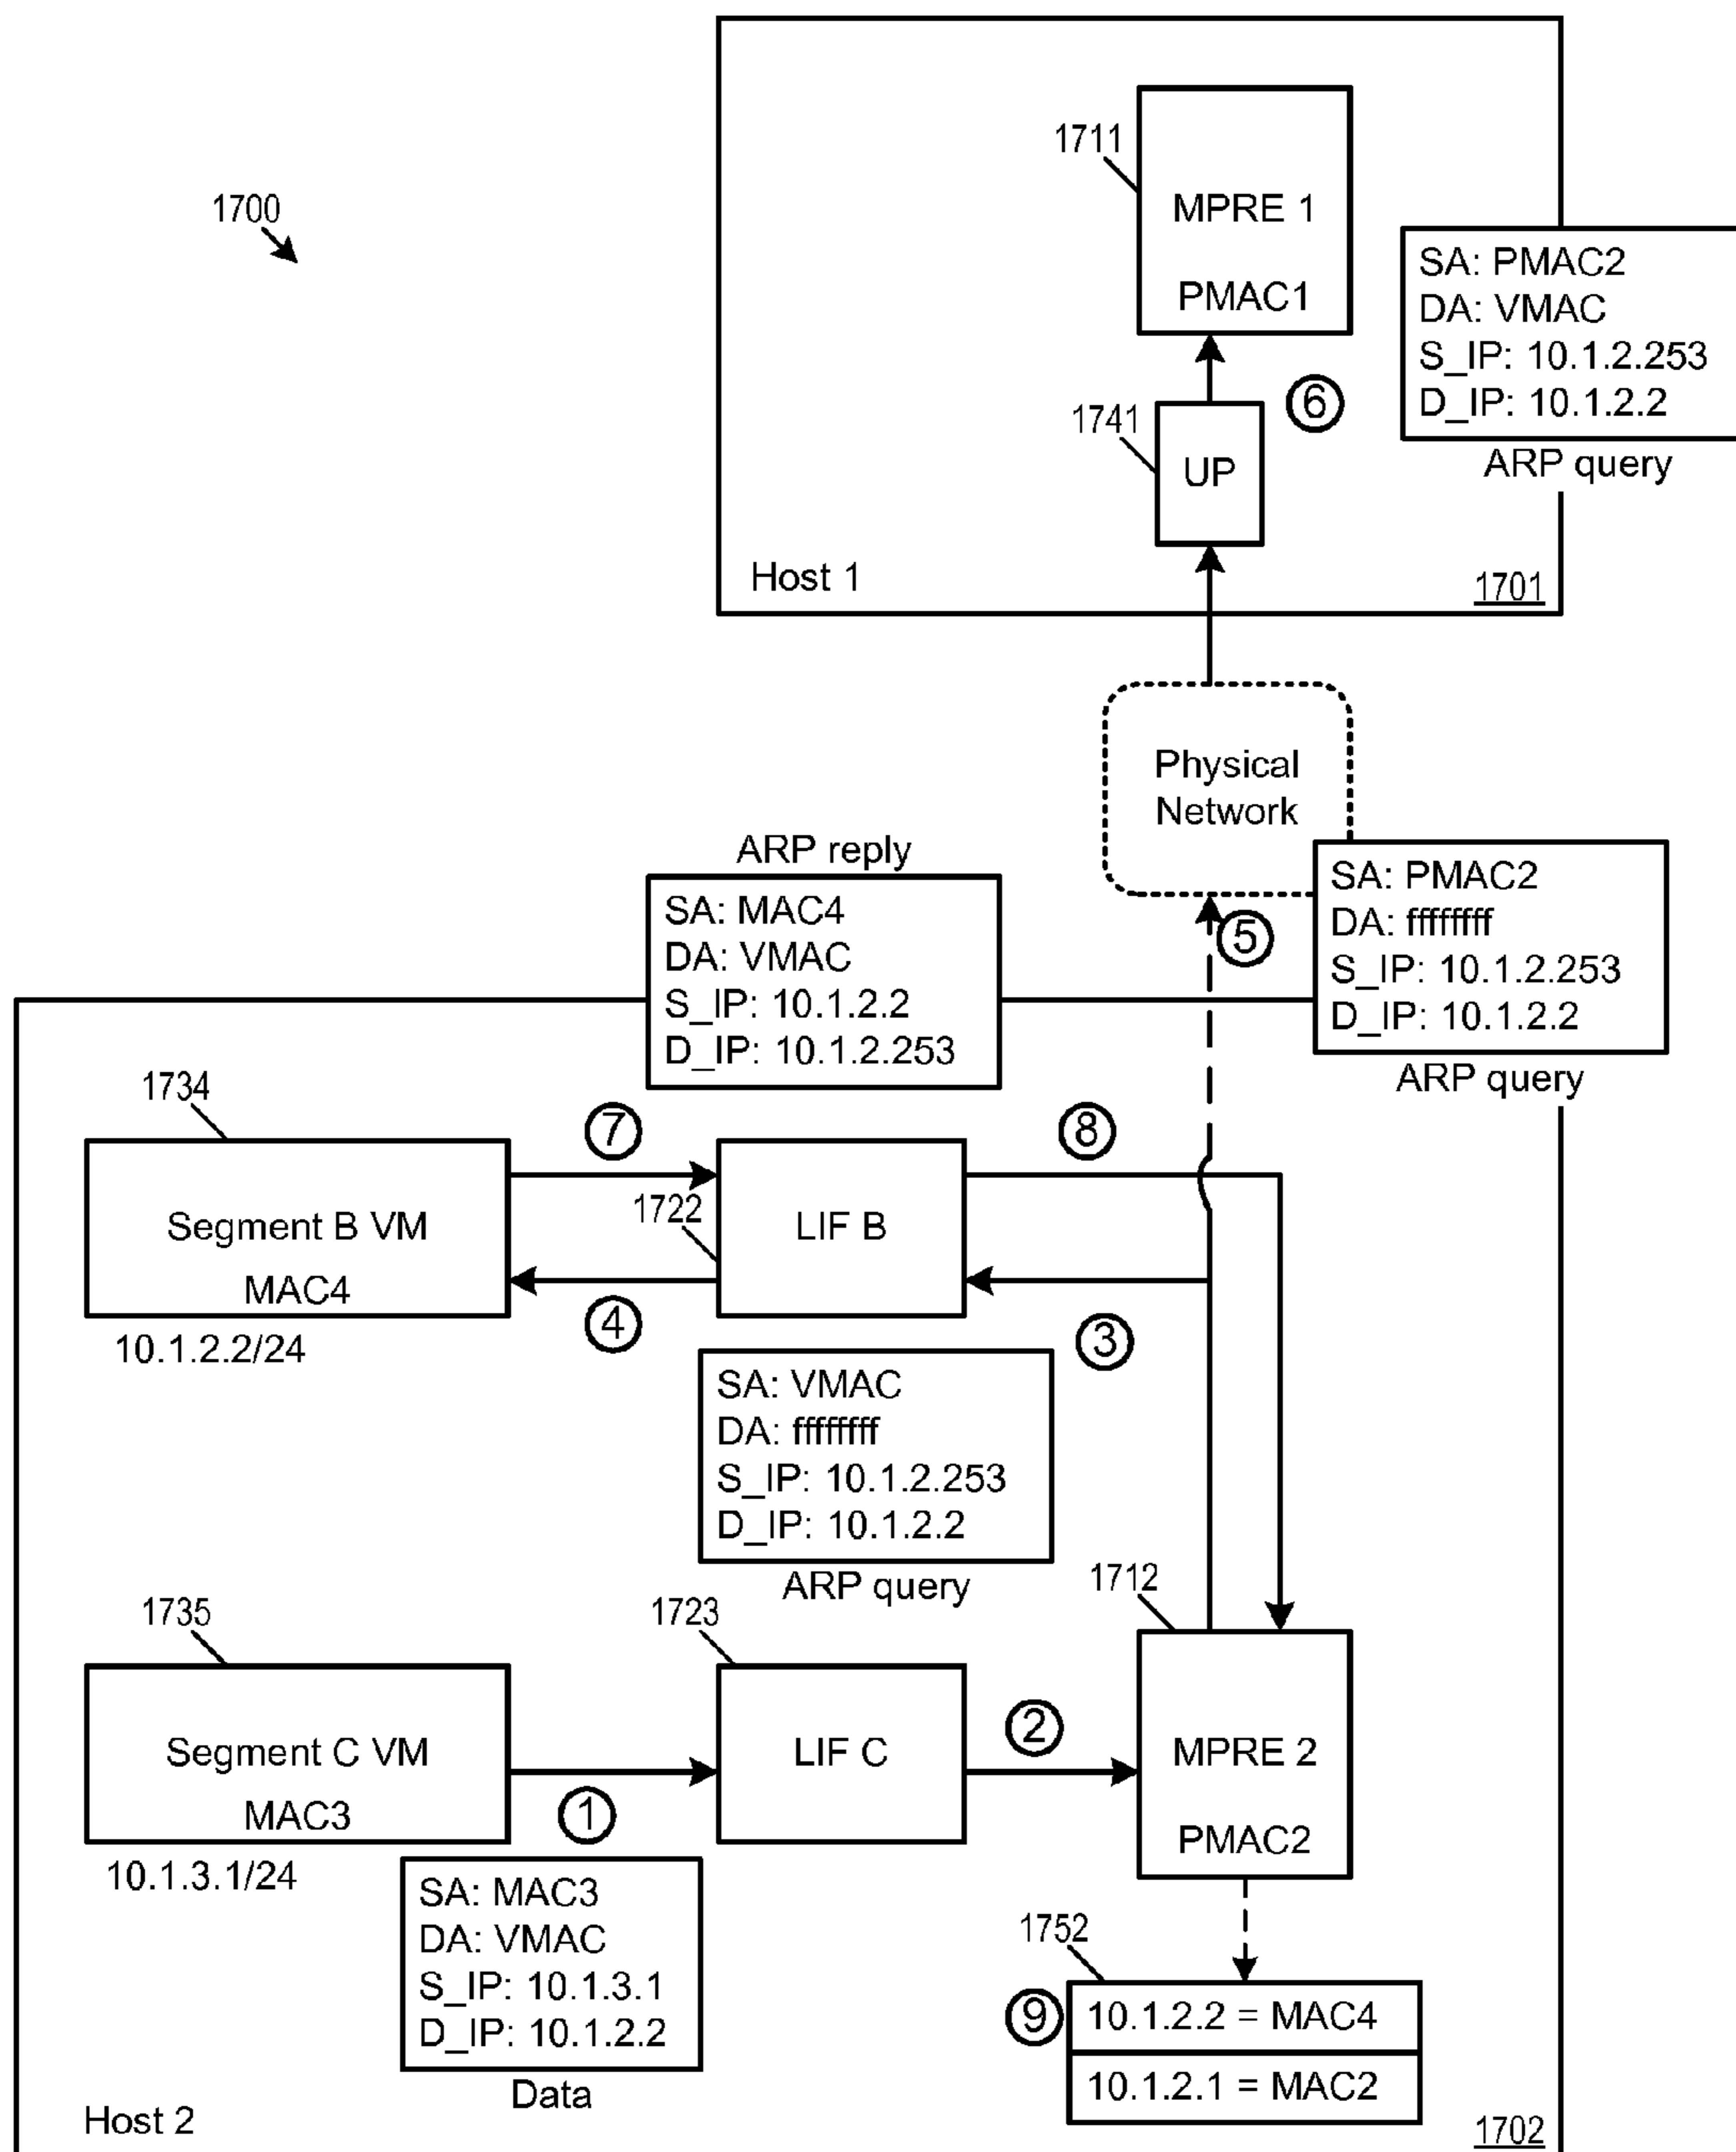 1700
1711
MPRE 1
PMAC1
SA: PMAC2
DA: VMAC
S_IP: 10.1.2.253
D_IP: 10.1.2.2
ARP query
6
1741
UP
Host 1
1701
Physical
Network
ARP reply
SA: MAC4
DA: VMAC
S_IP: 10.1.2.2
D_IP: 10.1.2.253
5
SA: PMAC2
DA: ffffffff
S_IP: 10.1.2.253
D_IP: 10.1.2.2
ARP query
1734
7
8
Segment B VM
MAC4
10.1.2.2/24
1722
LIF B
4
3
SA: VMAC
DA: ffffffff
S_IP: 10.1.2.253
D_IP: 10.1.2.2
ARP query
1735
1723
1712
Segment C VM
MAC3
10.1.3.1/24
1
LIF C
2
MPRE 2
PMAC2
SA: MAC3
DA: VMAC
S_IP: 10.1.3.1
D_IP: 10.1.2.2
Data
1752
9
10.1.2.2 = MAC4
10.1.2.1 = MAC2
Host 2
1702